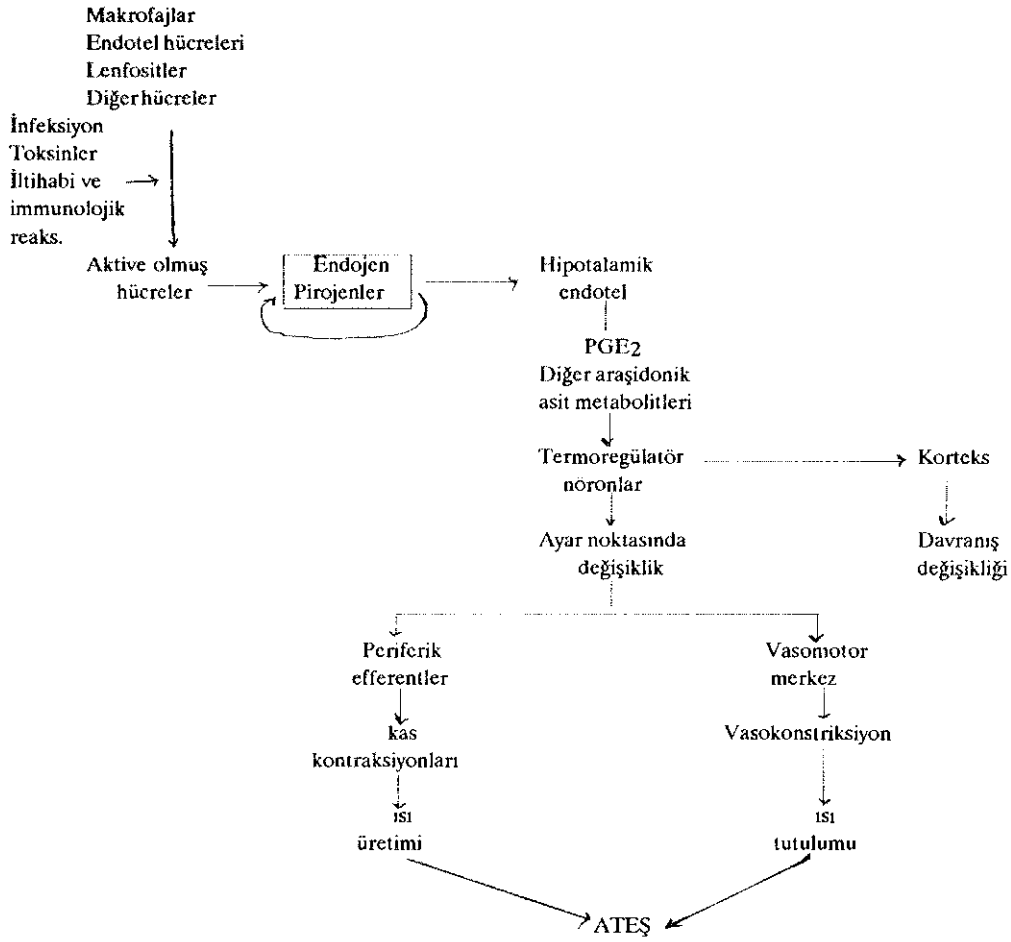 Makrofajlar
Endotel hücreleri
Lenfositler
Diğer hücreler
İnfeksiyon
Toksinler
İltihabi ve
immunolojik
reaks.
Aktive olmuş
hücreler
Endojen
Pirojenler
Hipotalamik
endotel
PGE2
Diğer araşidonik
asit metabolitleri
Termoregülatör
nöronlar
Korteks
Ayar noktasında
değişiklik
Davranış
değişikliği
Periferik
efferentler
Vasomotor
merkez
kas
kontraksiyonları
Vasokonstriksiyon
ısı
üretimi
ısı
tutulumu
ATEŞ